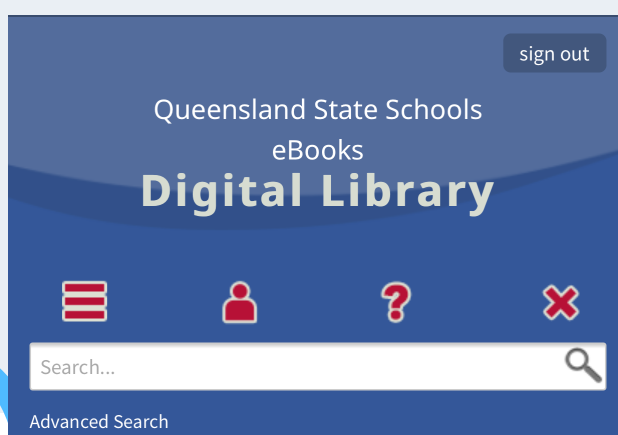 sign out
Queensland State Schools
eBooks
Digital Library
Search...
Advanced Search